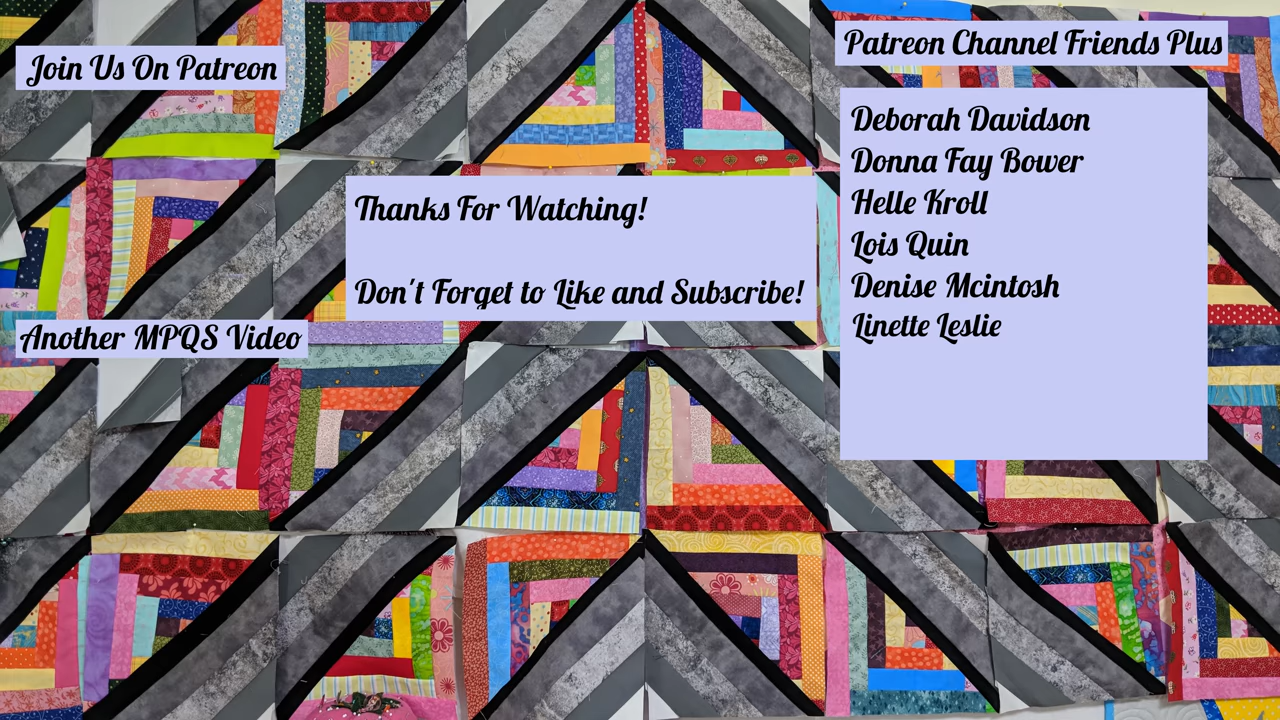 Join Us On Patreon
Thanks For Watching!
Don't Forget to Like and Subscribe!
Another MPQS Video
Patreon Channel Friends Plus
Deborah Davidson
Donna Fay Bower
Helle Kroll
Lois Quin
Denise Mcintosh
Linette Leslie